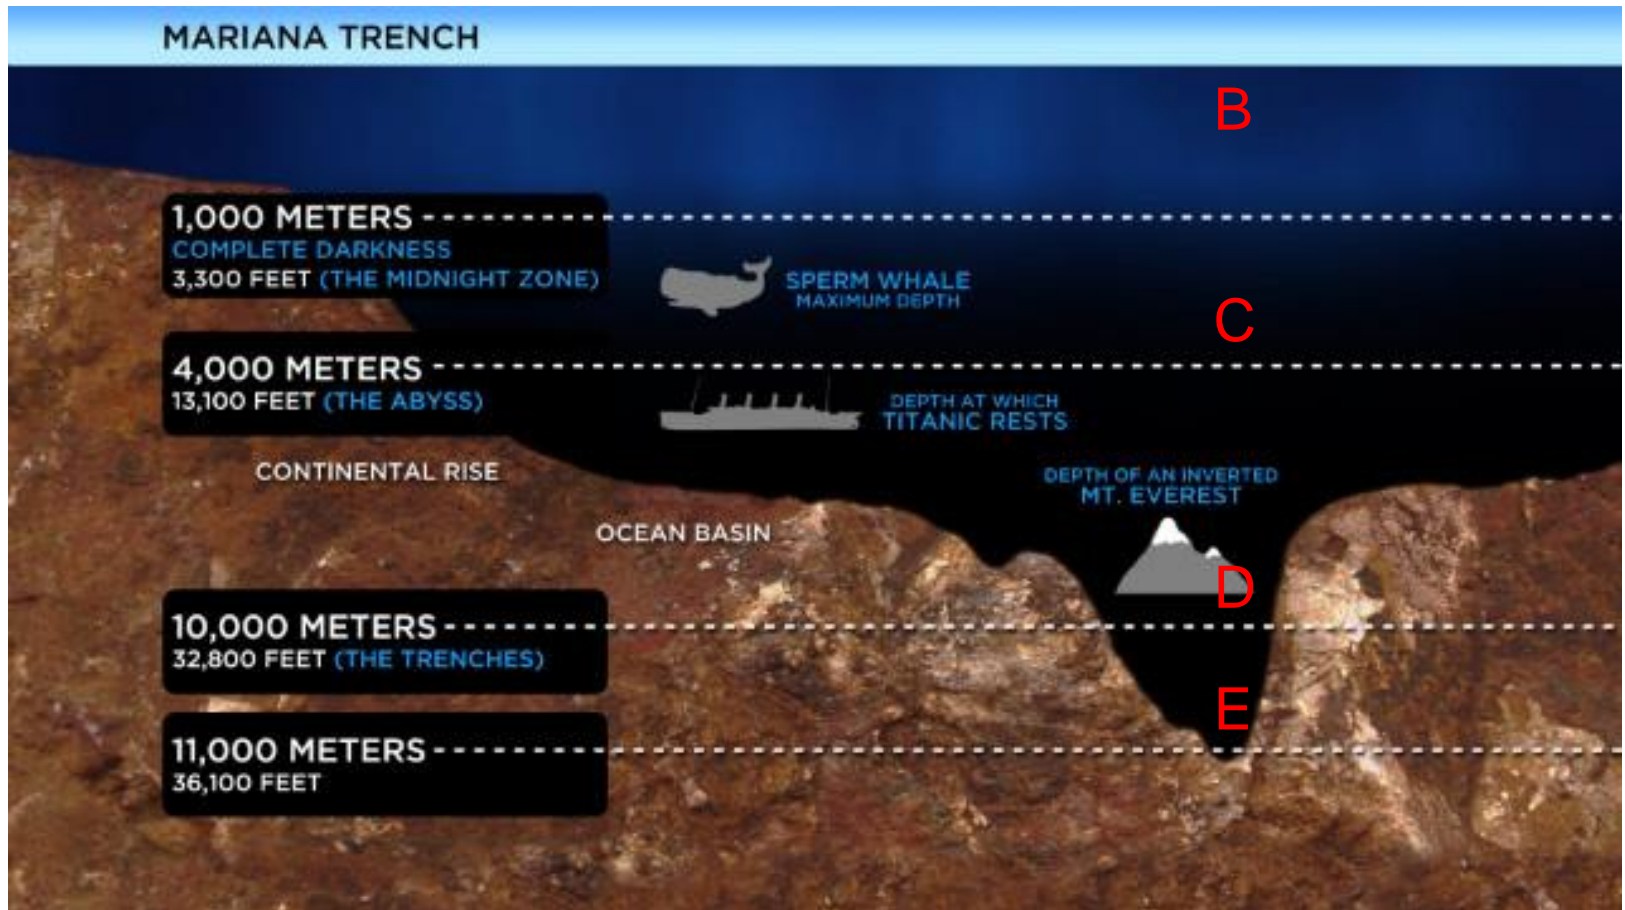 MARIANA TRENCH
B
1,000 METERS
COMPLETE DARKNESS
3,300 FEET (THE MIDNIGHT ZONE)
SPERM WHALE
MAXIMUM DEPTH
C
4,000 METERS
13,100 FEET (THE ABYSS)
DEPTH AT WHICH
TITANIC RESTS
CONTINENTAL RISE
DEPTH OF AN INVERTED
MT. EVEREST
OCEAN BASIN
D
10,000 METERS
32,800 FEET (THE TRENCHES)
E
11,000 METERS
36,100 FEET